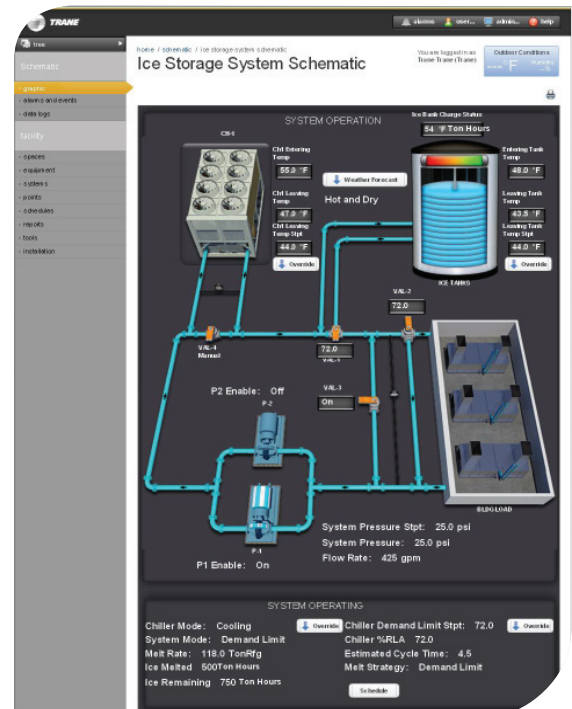 TRANE
alarms user... admin... help
tree
Schematic
graphic
alarms and events
data logs
facility
spaces
equipment
systems
points
schedules
reports
tools
installation
home / schematic / ice storage system schematic
Ice Storage System Schematic
You are logged in as
Trane Trane (Trane)
Outdoor Conditions
°F
Humidity
SYSTEM OPERATION
CH-1
Ice Bank Charge Status
54 °F Ton Hours
Chl Entering
Temp
55.0 °F
Weather Forecast
Hot and Dry
Chl Leaving
Temp
47.0 °F
Chl Leaving
Temp Stpt
44.0 °F
Override
Entering Tank
Temp
48.0 °F
Leaving Tank
Temp
43.5 °F
Leaving Tank
Temp Stpt
44.0 °F
Override
ICE TANKS
VAL-2
72.0
VAL-4
Manual
72.0
VAL-1
VAL-3
On
P2 Enable: Off
P-2
BLDG LOAD
System Pressure Stpt: 25.0 psi
System Pressure: 25.0 psi
Flow Rate: 425 gpm
P-1
P1 Enable: On
SYSTEM OPERATING
Chiller Mode: Cooling
Override
System Mode: Demand Limit
Melt Rate: 118.0 TonRfg
Ice Melted 500Ton Hours
Ice Remaining 750 Ton Hours
Chiller Demand Limit Stpt: 72.0
Override
Chiller %RLA 72.0
Estimated Cycle Time: 4.5
Melt Strategy: Demand Limit
Schedule